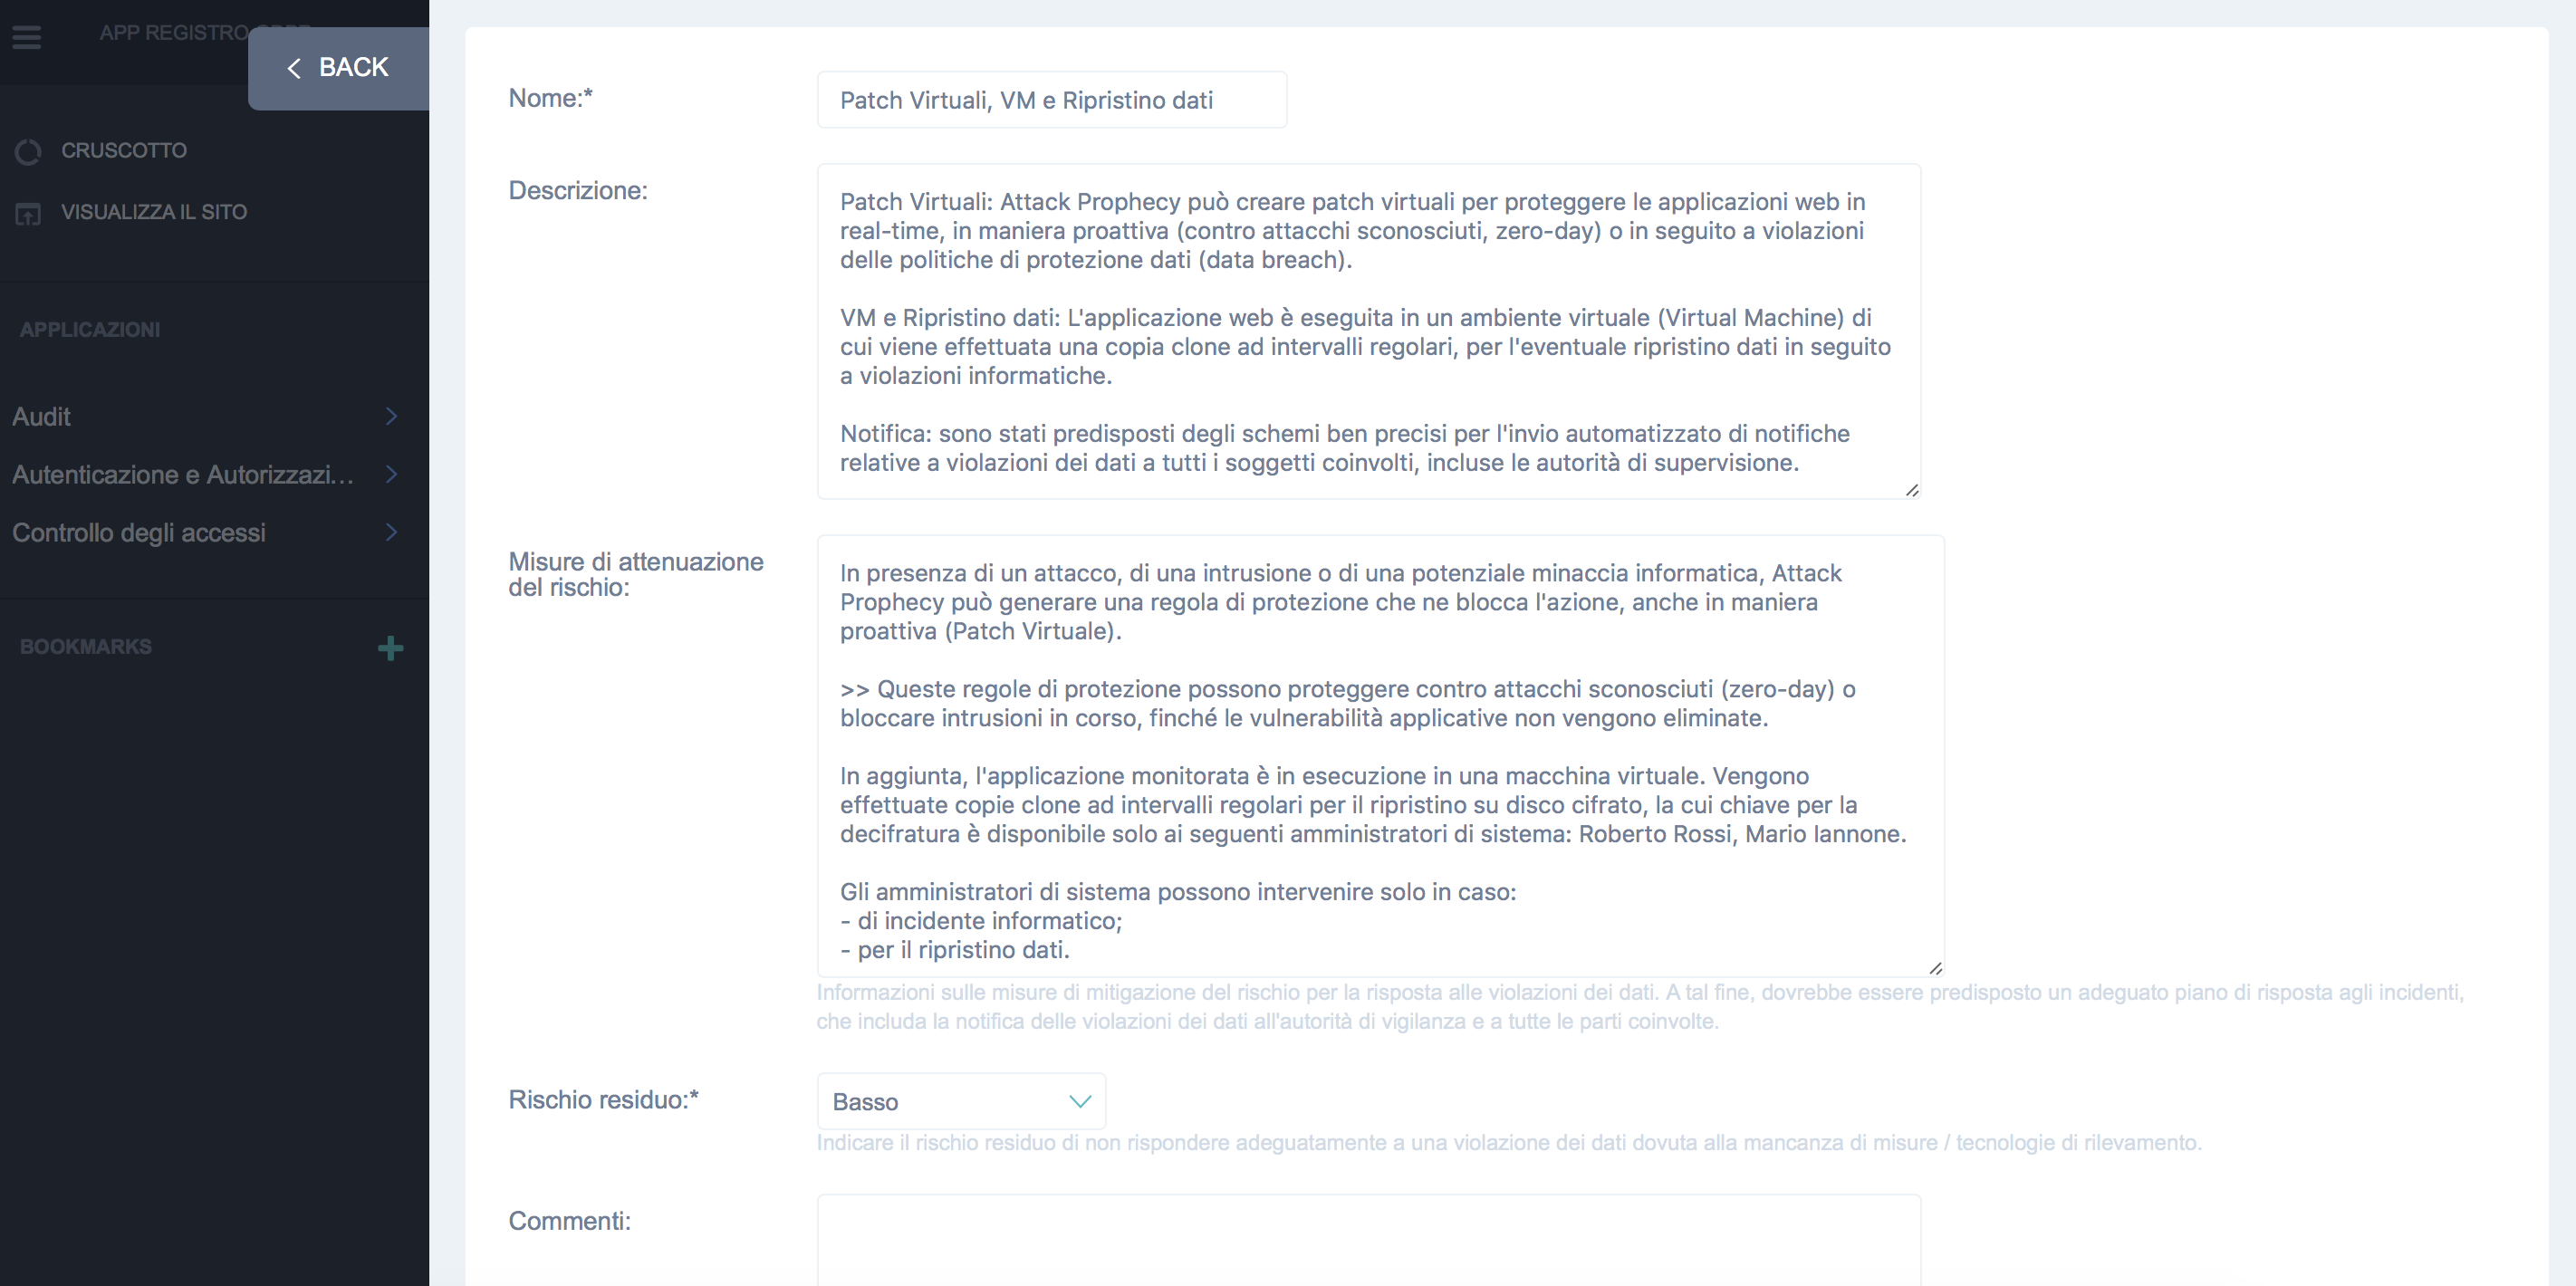 APP REGISTRO
BACK
CRUSCOTTO
VISUALIZZA IL SITO
APPLICAZIONI
Audit
Autenticazione e Autorizzazi...
Controllo degli accessi
BOOKMARKS
Nome:*
Patch Virtuali, VM e Ripristino dati
Descrizione:
Patch Virtuali: Attack Prophecy può creare patch virtuali per proteggere le applicazioni web in
real-time, in maniera proattiva (contro attacchi sconosciuti, zero-day) o in seguito a violazioni
delle politiche di protezione dati (data breach).
VM e Ripristino dati: L'applicazione web è eseguita in un ambiente virtuale (Virtual Machine) di
cui viene effettuata una copia clone ad intervalli regolari, per l'eventuale ripristino dati in seguito
a violazioni informatiche.
Notifica: sono stati predisposti degli schemi ben precisi per l'invio automatizzato di notifiche
relative a violazioni dei dati a tutti i soggetti coinvolti, incluse le autorità di supervisione.
Misure di attenuazione
del rischio:
In presenza di un attacco, di una intrusione o di una potenziale minaccia informatica, Attack
Prophecy può generare una regola di protezione che ne blocca l'azione, anche in maniera
proattiva (Patch Virtuale).
>> Queste regole di protezione possono proteggere contro attacchi sconosciuti (zero-day) o
bloccare intrusioni in corso, finché le vulnerabilità applicative non vengono eliminate.
In aggiunta, l'applicazione monitorata è in esecuzione in una macchina virtuale. Vengono
effettuate copie clone ad intervalli regolari per il ripristino su disco cifrato, la cui chiave per la
decifratura è disponibile solo ai seguenti amministratori di sistema: Roberto Rossi, Mario Iannone.
Gli amministratori di sistema possono intervenire solo in caso:
- di incidente informatico;
- per il ripristino dati.
Informazioni sulle misure di mitigazione del rischio per la risposta alle violazioni dei dati. A tal fine, dovrebbe essere predisposto un adeguato piano di risposta agli incidenti,
che includa la notifica delle violazioni dei dati all'autorità di vigilanza e a tutte le parti coinvolte.
Rischio residuo:*
Basso
Indicare il rischio residuo di non rispondere adeguatamente a una violazione dei dati dovuta alla mancanza di misure / tecnologie di rilevamento.
Commenti: